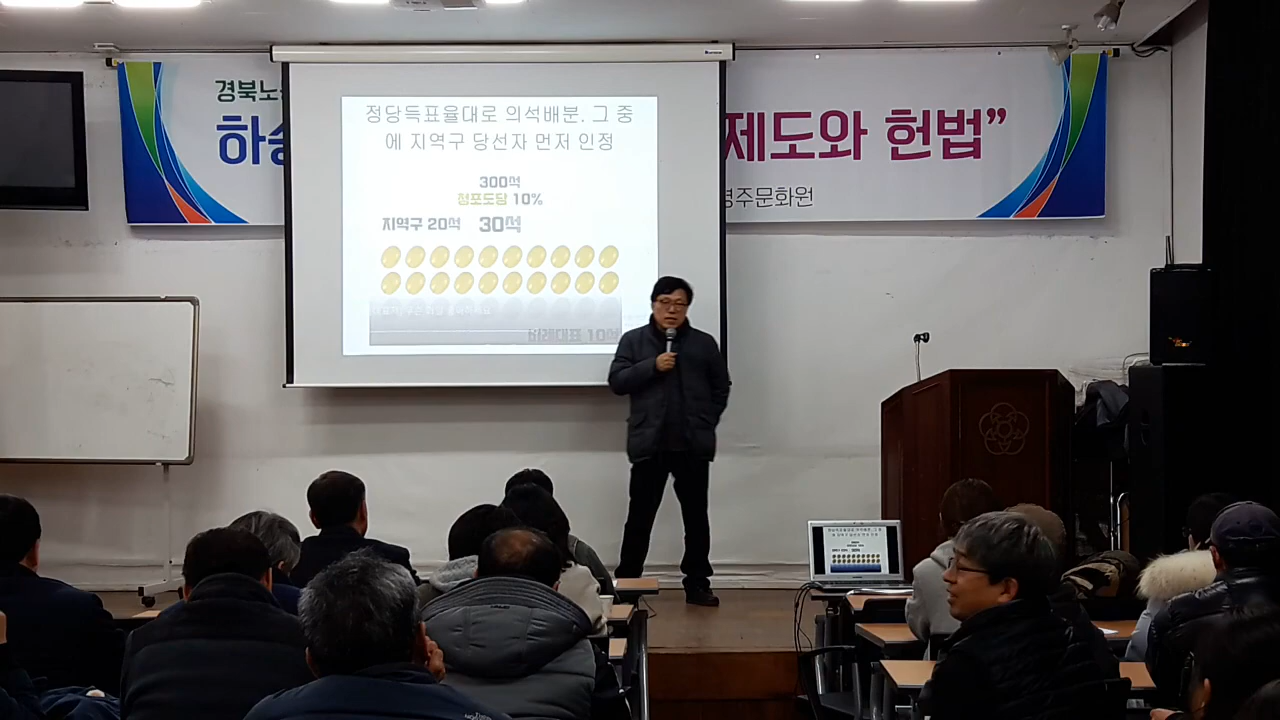 경북노
하승
제도와 헌법”
영주문화원
정당득표율대로 의석배분. 그 중
에 지역구 당선자 먼저 인정
300석
정포도당 10%
지역구 20석 30석
비례대표 10석